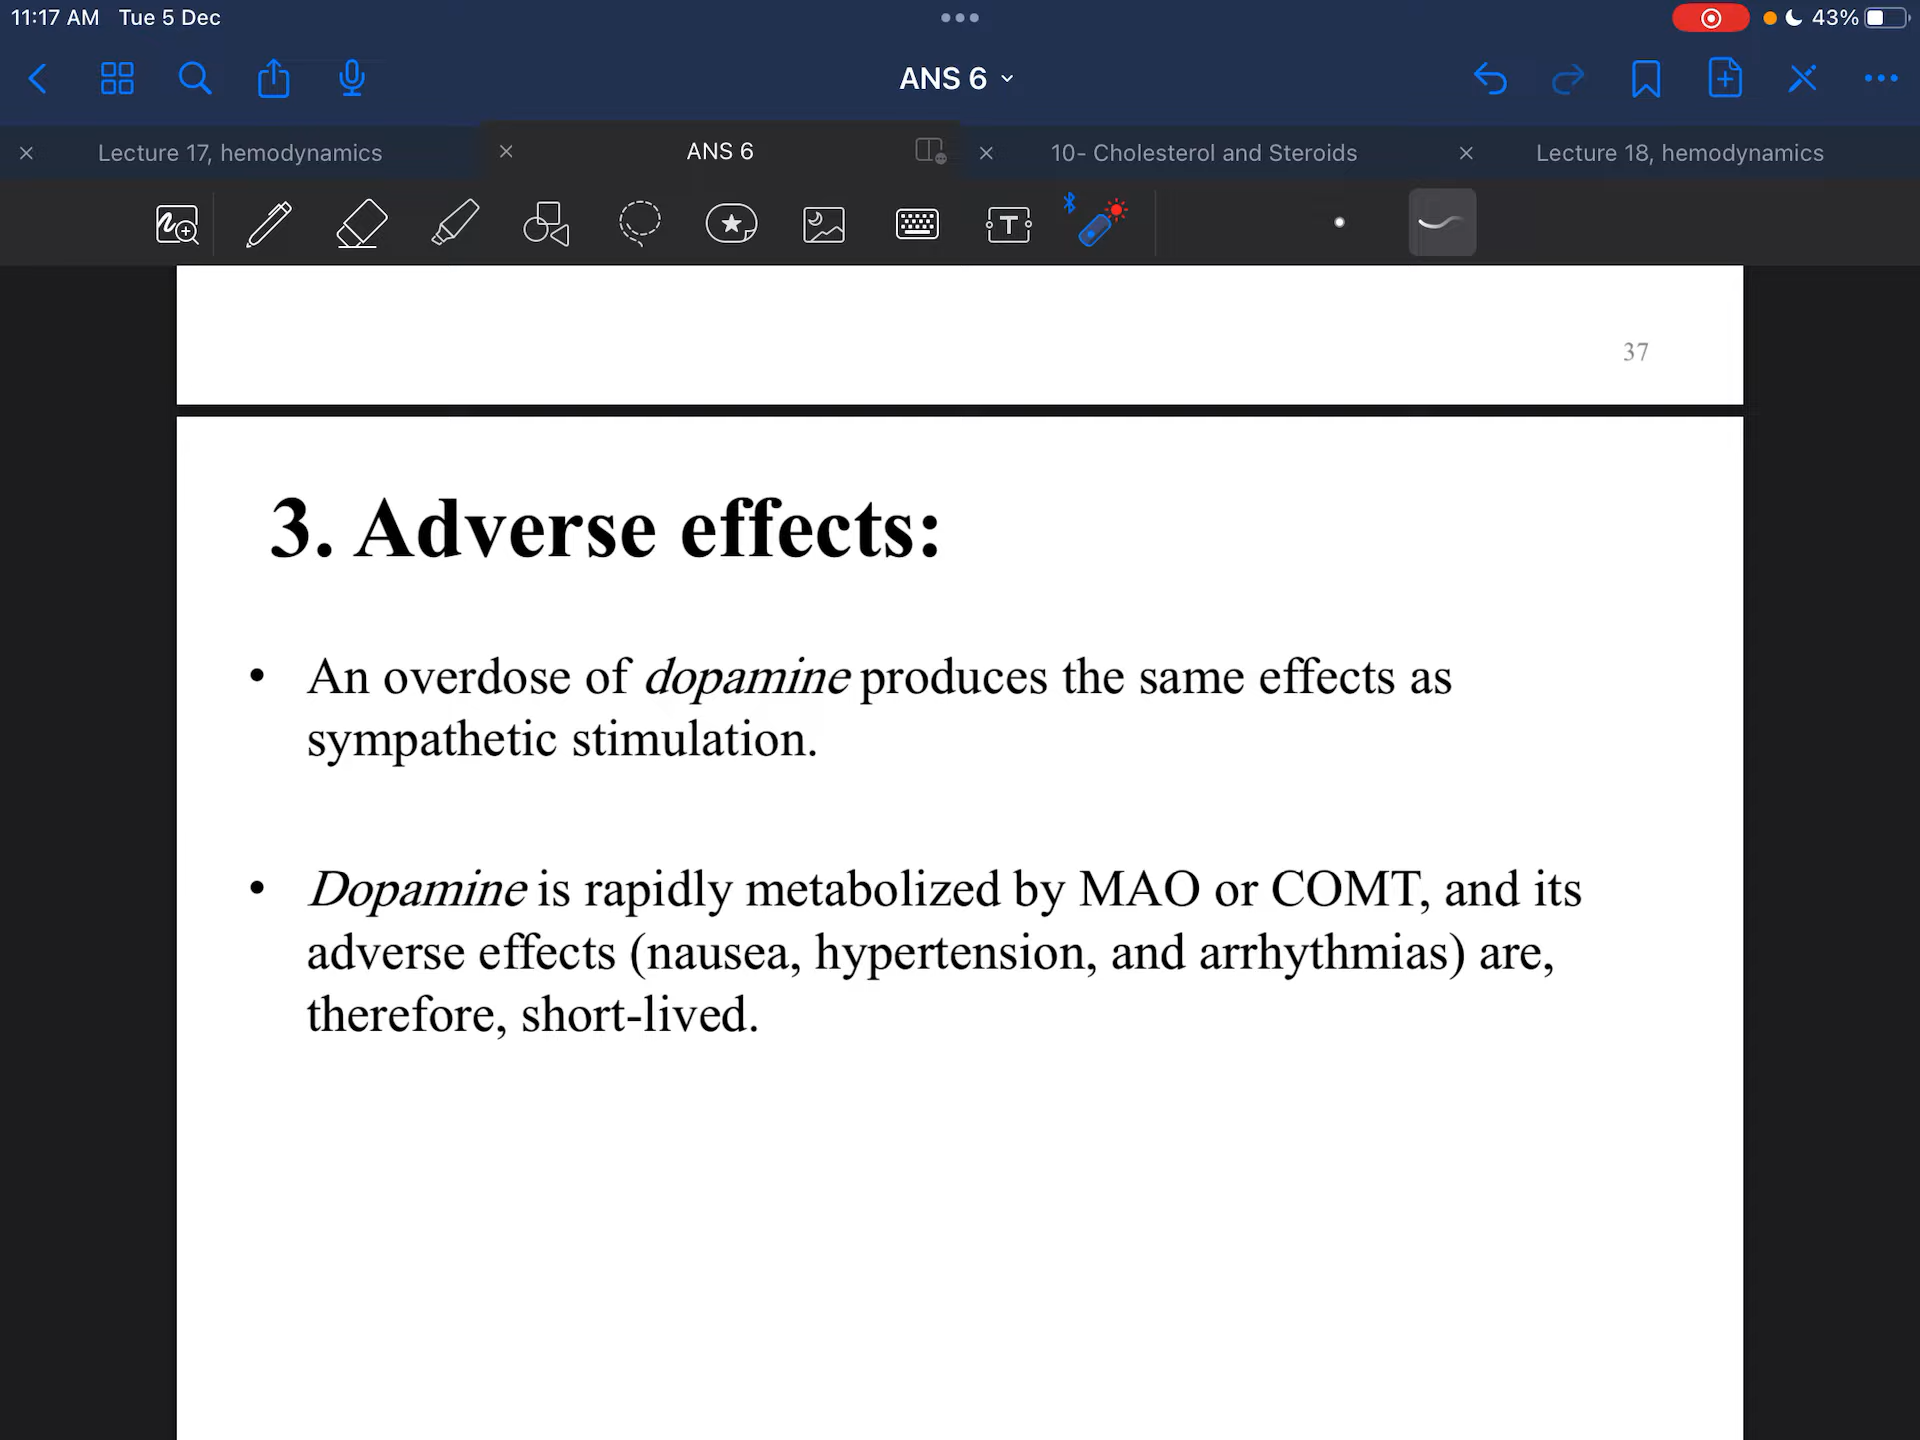 11:17 AM Tue 5 Dec
43%
ANS 6
Lecture 17, hemodynamics
ANS 6
10- Cholesterol and Steroids
Lecture 18, hemodynamics
T
37
3. Adverse effects:
• An overdose of dopamine produces the same effects as
sympathetic stimulation.
• Dopamine is rapidly metabolized by MAO or COMT, and its
adverse effects (nausea, hypertension, and arrhythmias) are,
therefore, short-lived.